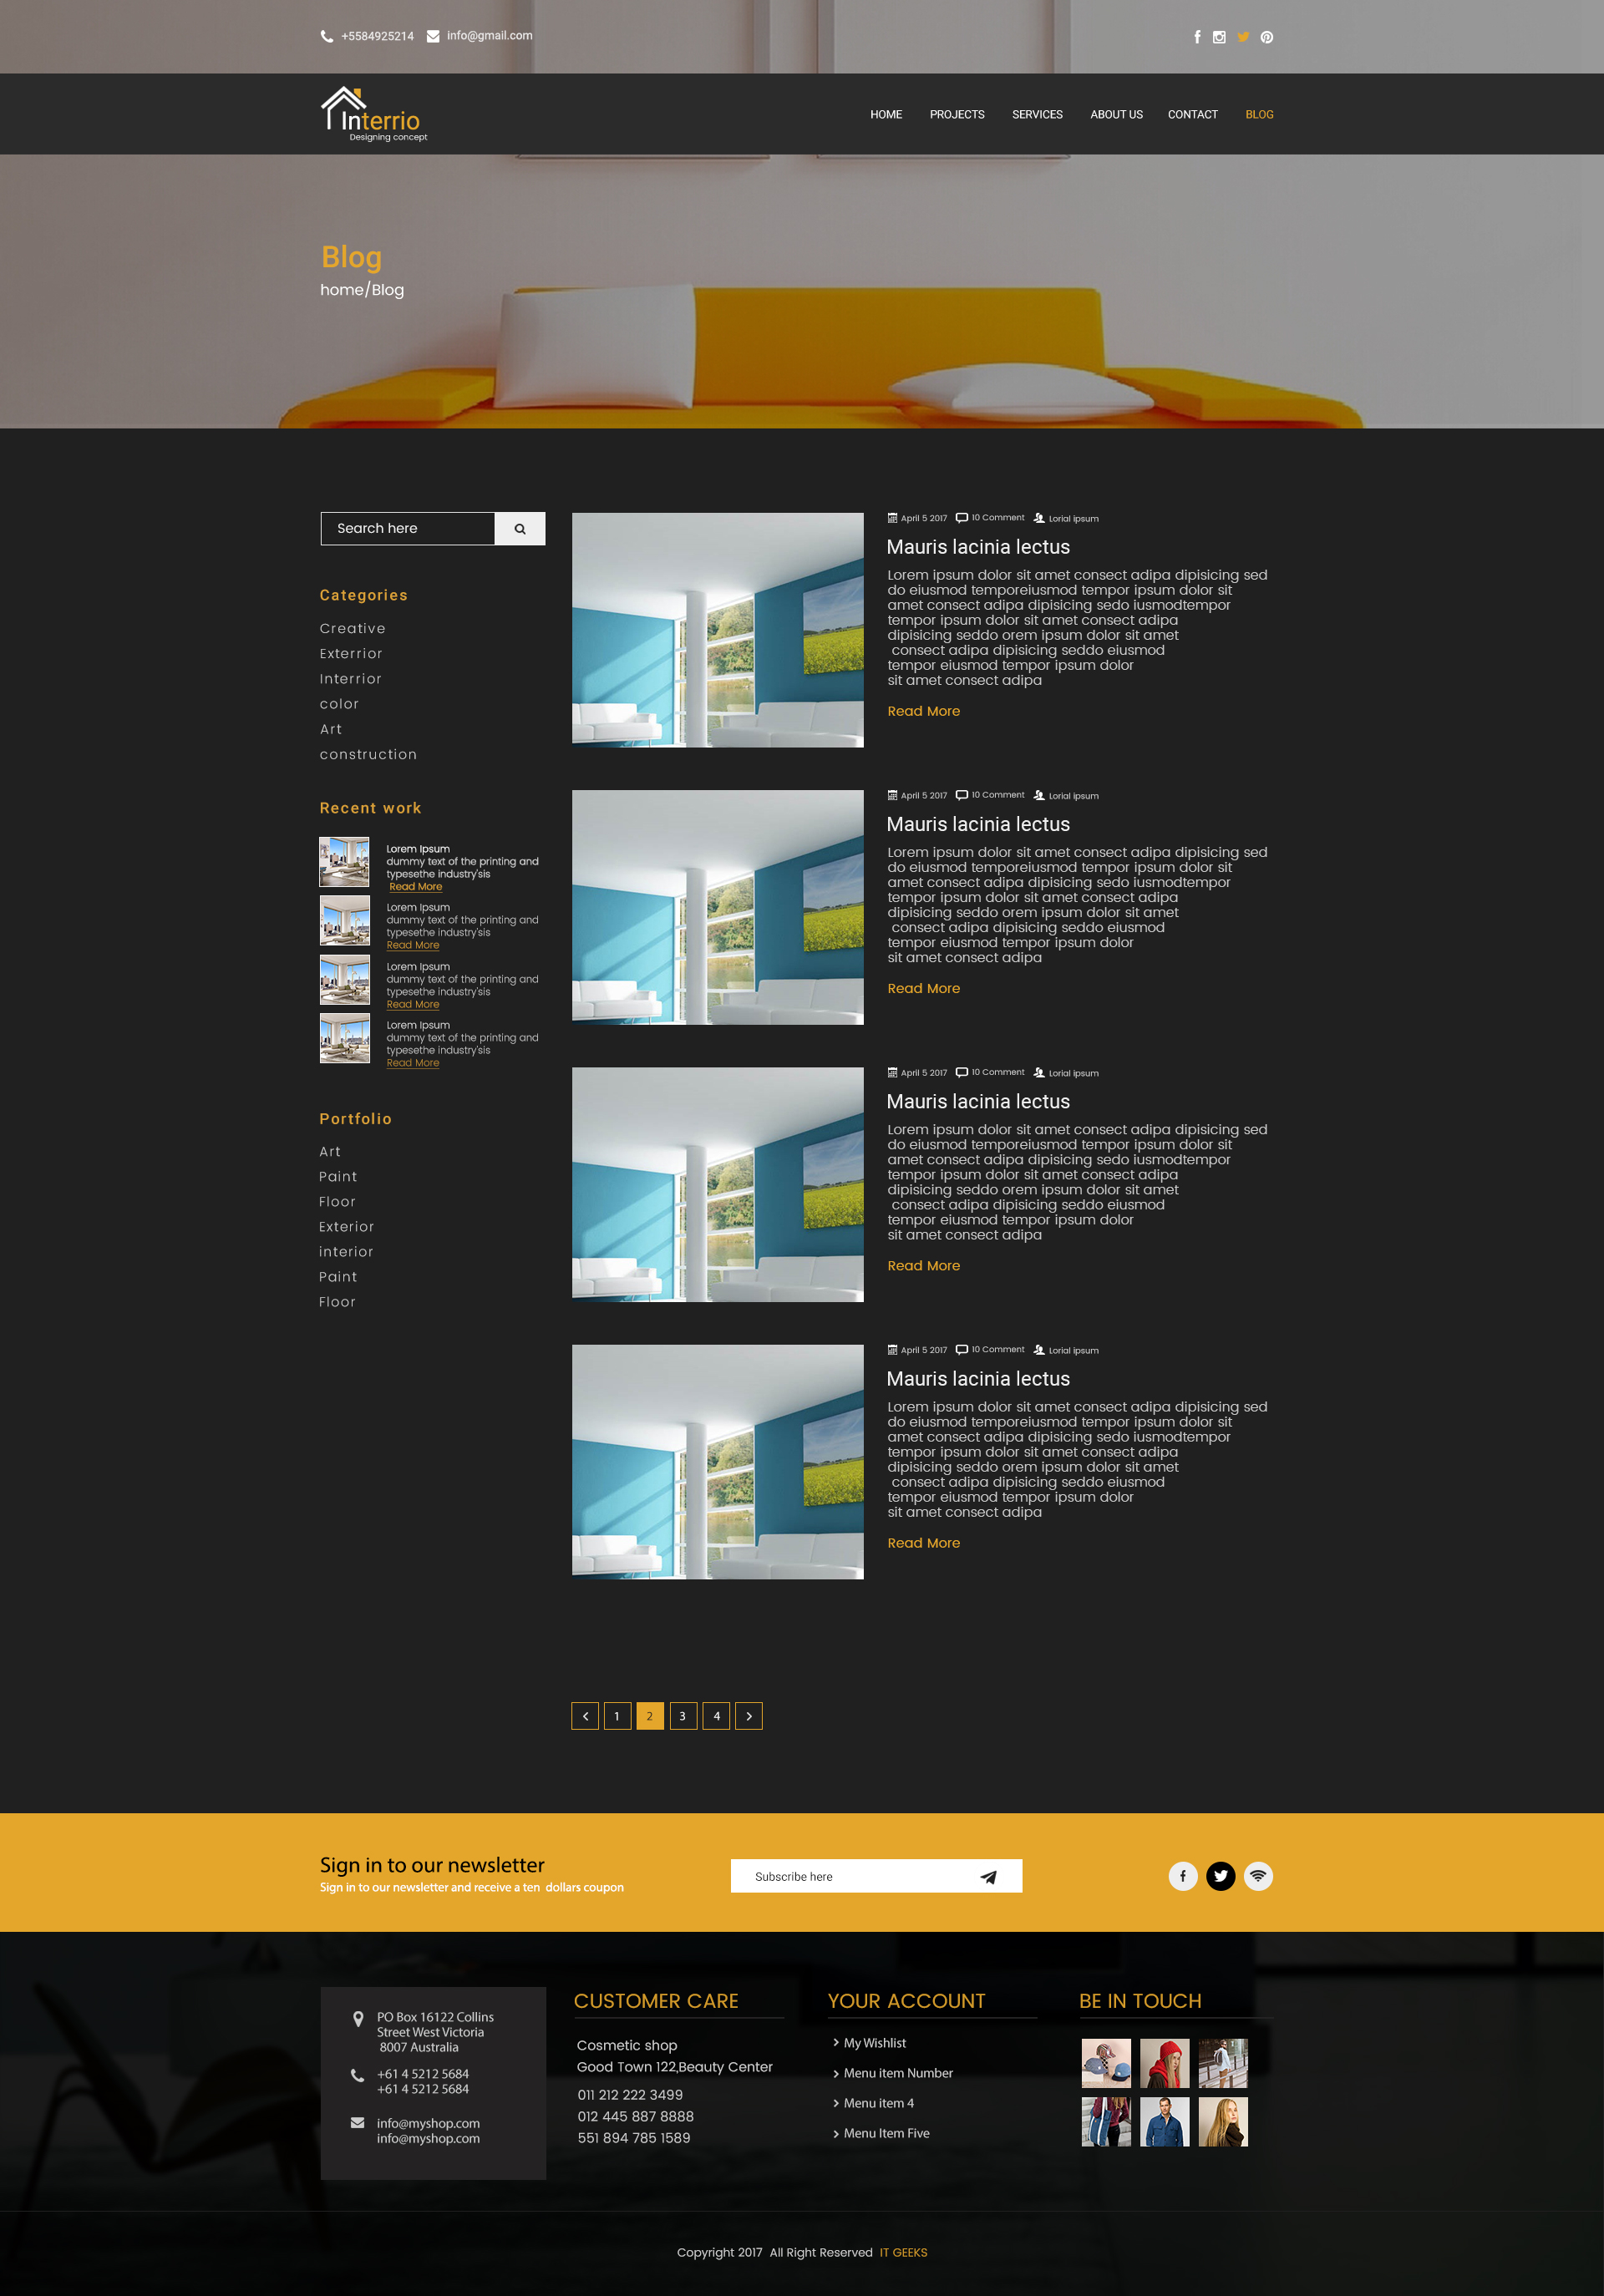 +5584925214 info@gmail.com
Interrio
Designing concept
HOME PROJECTS SERVICES ABOUT US CONTACT BLOG
Blog
home/Blog
Search here
Categories
Creative
Exterrior
Interrior
color
Art
construction
Recent work
Lorem Ipsum
dummy text of the printing and
typesethe industry'sis
Read More
Lorem Ipsum
dummy text of the printing and
typesethe industry'sis
Read More
Lorem Ipsum
dummy text of the printing and
typesethe industry'sis
Read More
Lorem Ipsum
dummy text of the printing and
typesethe industry'sis
Read More
Portfolio
Art
Paint
Floor
Exterior
interior
Paint
Floor
April 5 2017 10 Comment Lorial ipsum
Mauris lacinia lectus
Lorem ipsum dolor sit amet consect adipa dipisicing sed
do eiusmod temporeiusmod tempor ipsum dolor sit
amet consect adipa dipisicing sedo iusmodtempor
tempor ipsum dolor sit amet consect adipa
dipisicing seddo orem ipsum dolor sit amet
consect adipa dipisicing seddo eiusmod
tempor eiusmod tempor ipsum dolor
sit amet consect adipa
Read More
April 5 2017 10 Comment Lorial ipsum
Mauris lacinia lectus
Lorem ipsum dolor sit amet consect adipa dipisicing sed
do eiusmod temporeiusmod tempor ipsum dolor sit
amet consect adipa dipisicing sedo iusmodtempor
tempor ipsum dolor sit amet consect adipa
dipisicing seddo orem ipsum dolor sit amet
consect adipa dipisicing seddo eiusmod
tempor eiusmod tempor ipsum dolor
sit amet consect adipa
Read More
April 5 2017 10 Comment Lorial ipsum
Mauris lacinia lectus
Lorem ipsum dolor sit amet consect adipa dipisicing sed
do eiusmod temporeiusmod tempor ipsum dolor sit
amet consect adipa dipisicing sedo iusmodtempor
tempor ipsum dolor sit amet consect adipa
dipisicing seddo orem ipsum dolor sit amet
consect adipa dipisicing seddo eiusmod
tempor eiusmod tempor ipsum dolor
sit amet consect adipa
Read More
April 5 2017 10 Comment Lorial ipsum
Mauris lacinia lectus
Lorem ipsum dolor sit amet consect adipa dipisicing sed
do eiusmod temporeiusmod tempor ipsum dolor sit
amet consect adipa dipisicing sedo iusmodtempor
tempor ipsum dolor sit amet consect adipa
dipisicing seddo orem ipsum dolor sit amet
consect adipa dipisicing seddo eiusmod
tempor eiusmod tempor ipsum dolor
sit amet consect adipa
Read More
1 2 3 4
Sign in to our newsletter
Sign in to our newsletter and receive a ten dollars coupon
Subscribe here
PO Box 16122 Collins
Street West Victoria
8007 Australia
+61 4 5212 5684
+61 4 5212 5684
info@myshop.com
info@myshop.com
CUSTOMER CARE
Cosmetic shop
Good Town 122,Beauty Center
011 212 222 3499
012 445 887 8888
551 894 785 1589
YOUR ACCOUNT
My Wishlist
Menu item Number
Menu item 4
Menu Item Five
BE IN TOUCH
Copyright 2017 All Right Reserved IT GEEKS